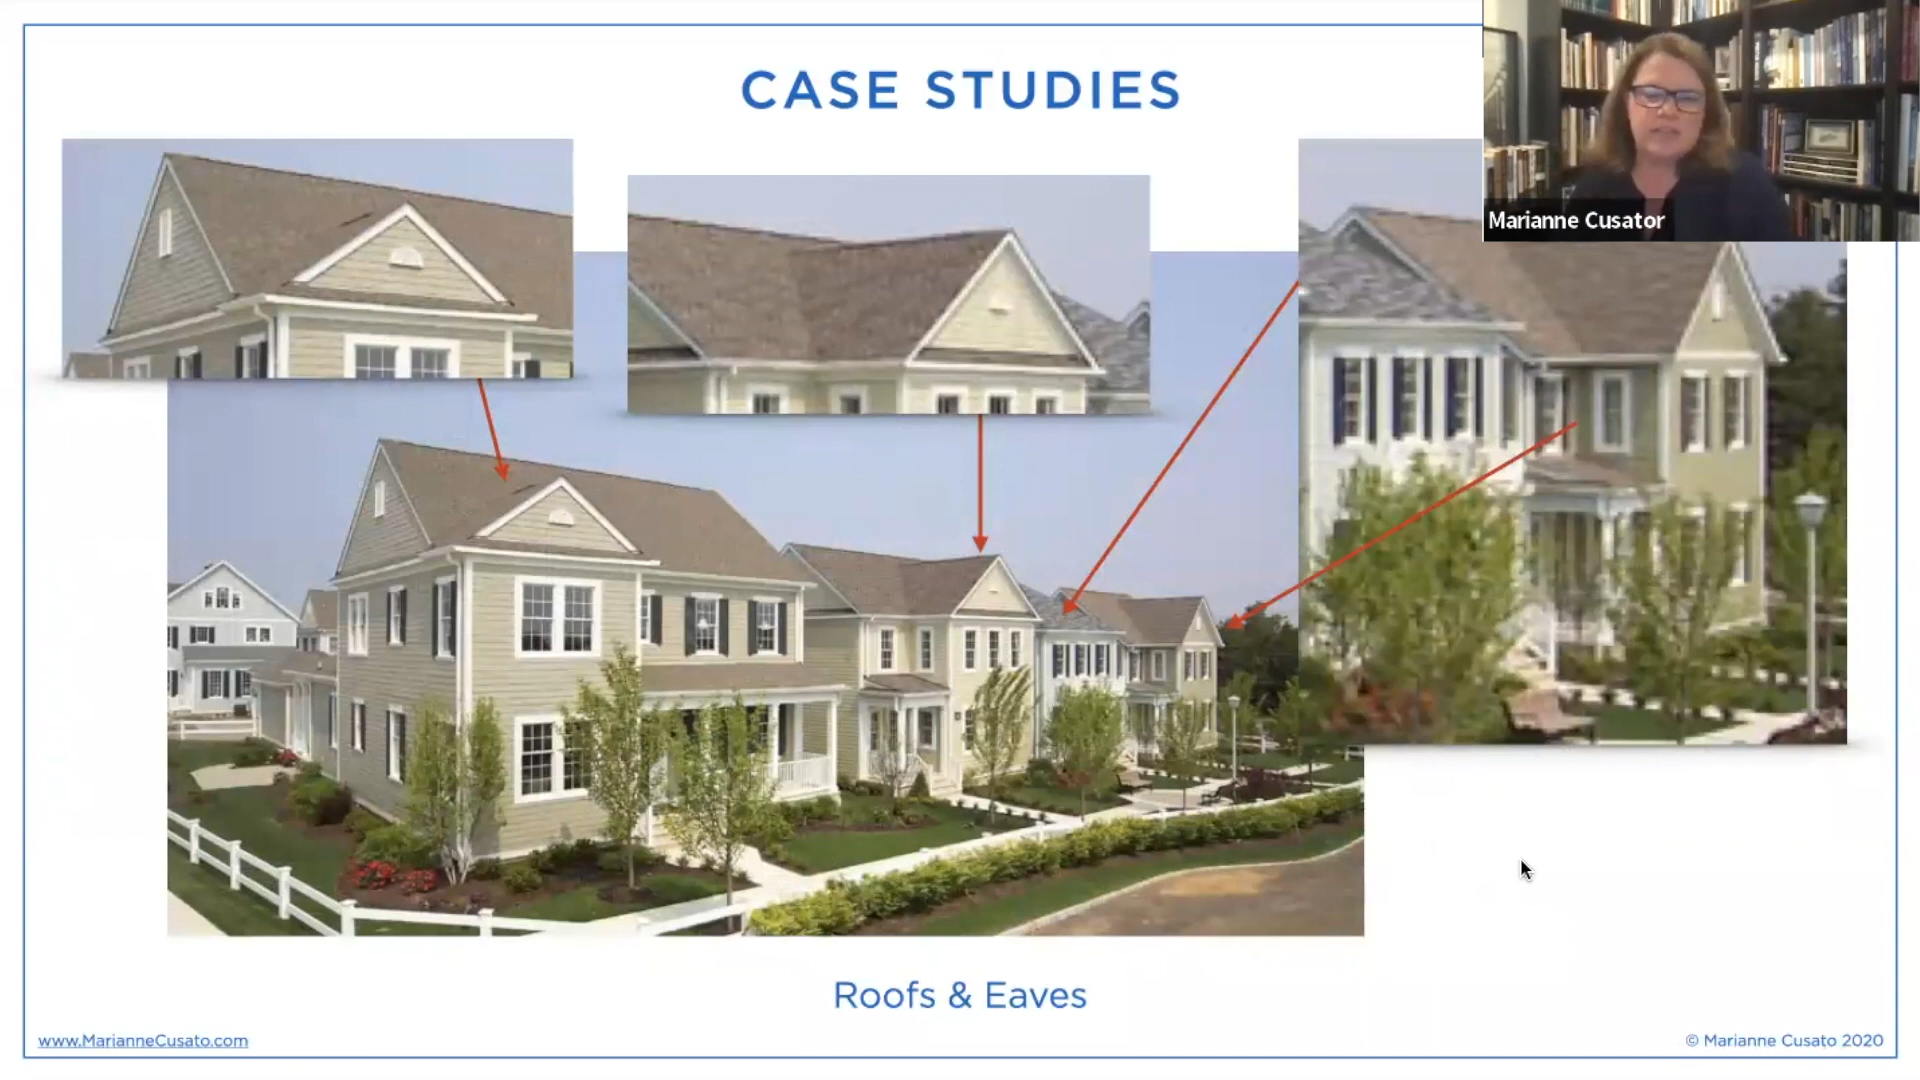 CASE STUDIES
Marianne Cusator
Roofs & Eaves
www.MarianneCusato.com
© Marianne Cusato 2020